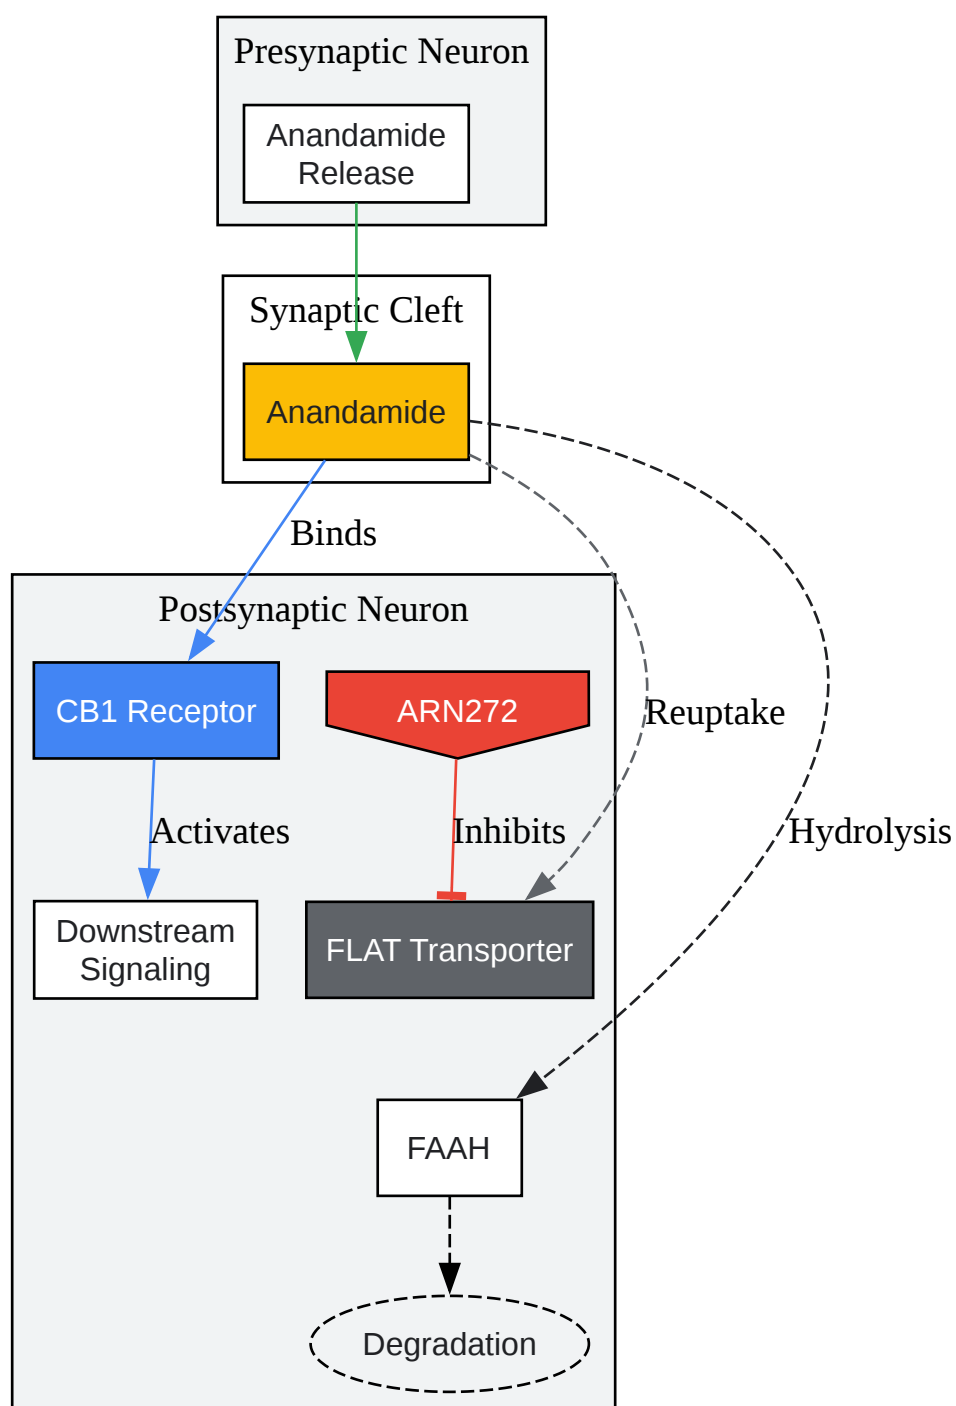 Presynaptic Neuron
Anandamide
Release
Synaptic Cleft
Anandamide
Binds
Postsynaptic Neuron
CB1 Receptor
ARN272
Reuptake
Activates
Inhibits
Hydrolysis
Downstream
Signaling
FLAT Transporter
FAAH
Degradation